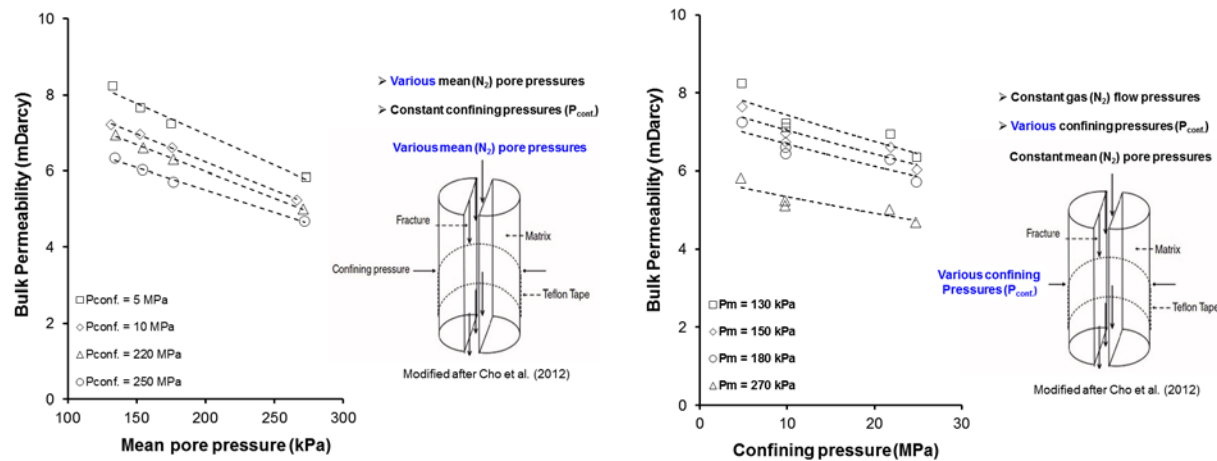 Bulk Permeability (mDarcy)
10
8
6
4
2
0
100
150
200
250
300
Mean pore pressure (kPa)
Pconf. = 5 MPa
Pconf. = 10 MPa
Pconf. = 220 MPa
Pconf. = 250 MPa
➢ Various mean (N₂) pore pressures
➢ Constant confining pressures (P_cont.)
Various mean (N₂) pore pressures
Fracture
Matrix
Confining pressure
Teflon Tape
Modified after Cho et al. (2012)
Bulk Permeability (mDarcy)
10
8
6
4
2
0
0
10
20
30
Confining pressure (MPa)
Pm = 130 kPa
Pm = 150 kPa
Pm = 180 kPa
Pm = 270 kPa
➢ Constant gas (N₂) flow pressures
➢ Various confining pressures (P_cont.)
Constant mean (N₂) pore pressures
Fracture
Matrix
Various confining
Pressures (P_cont.)
Teflon Tape
Modified after Cho et al. (2012)